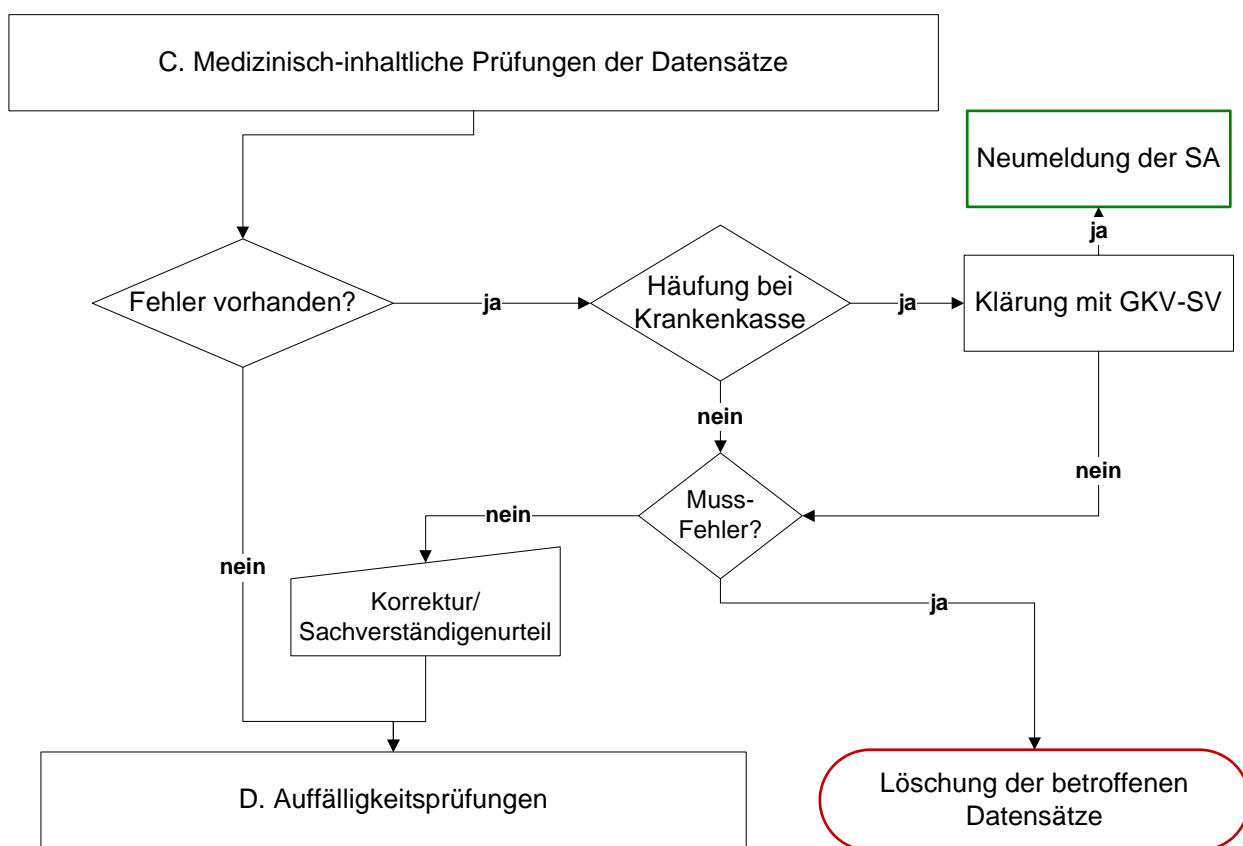 C. Medizinisch-inhaltliche Prüfungen der Datensätze
Neumeldung der SA
ja
Fehler vorhanden?
ja
Häufung bei
Krankenkasse
ja
Klärung mit GKV-SV
nein
nein
Muss-
Fehler?
nein
nein
Korrektur/
Sachverständigenurteil
ja
D. Auffälligkeitsprüfungen
Löschung der betroffenen
Datensätze